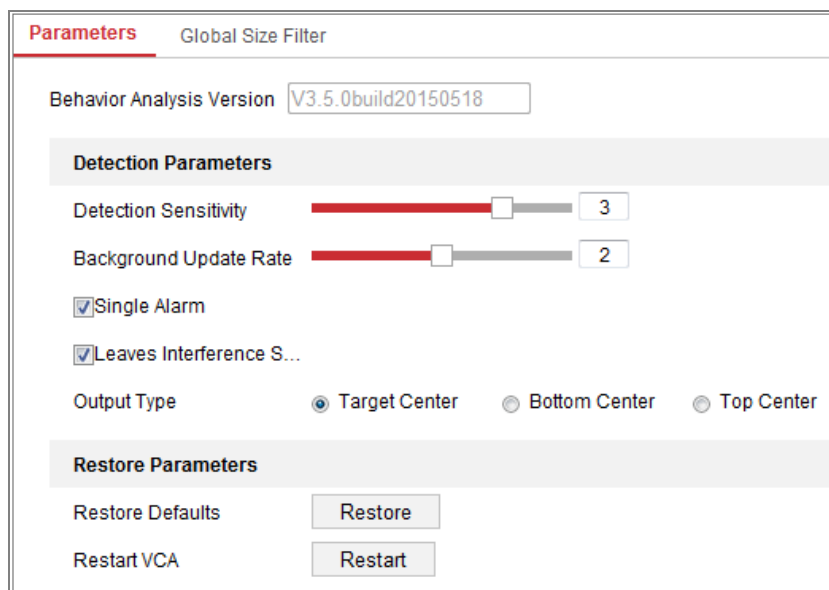 Parameters Global Size Filter
Behavior Analysis Version V3.5.0build20150518
Detection Parameters
Detection Sensitivity 3
Background Update Rate 2
Single Alarm
Leaves Interference S...
Output Type Target Center Bottom Center Top Center
Restore Parameters
Restore Defaults Restore
Restart VCA Restart